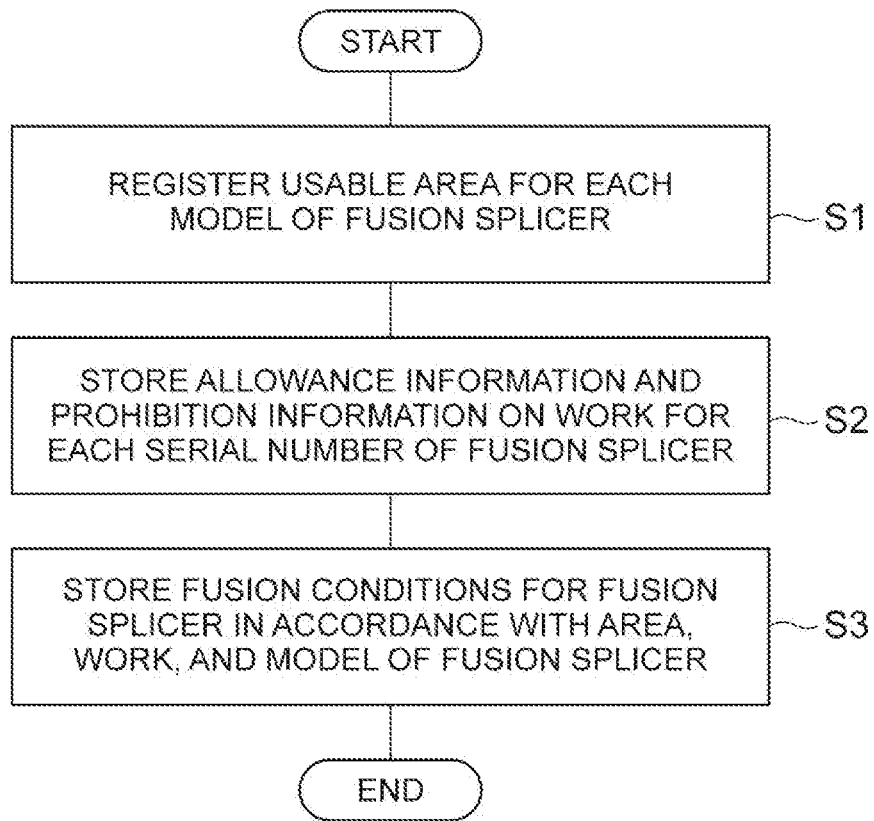 START
REGISTER USABLE AREA FOR EACH
MODEL OF FUSION SPLICER
S1
STORE ALLOWANCE INFORMATION AND
PROHIBITION INFORMATION ON WORK FOR
EACH SERIAL NUMBER OF FUSION SPLICER
S2
STORE FUSION CONDITIONS FOR FUSION
SPLICER IN ACCORDANCE WITH AREA,
WORK, AND MODEL OF FUSION SPLICER
S3
END